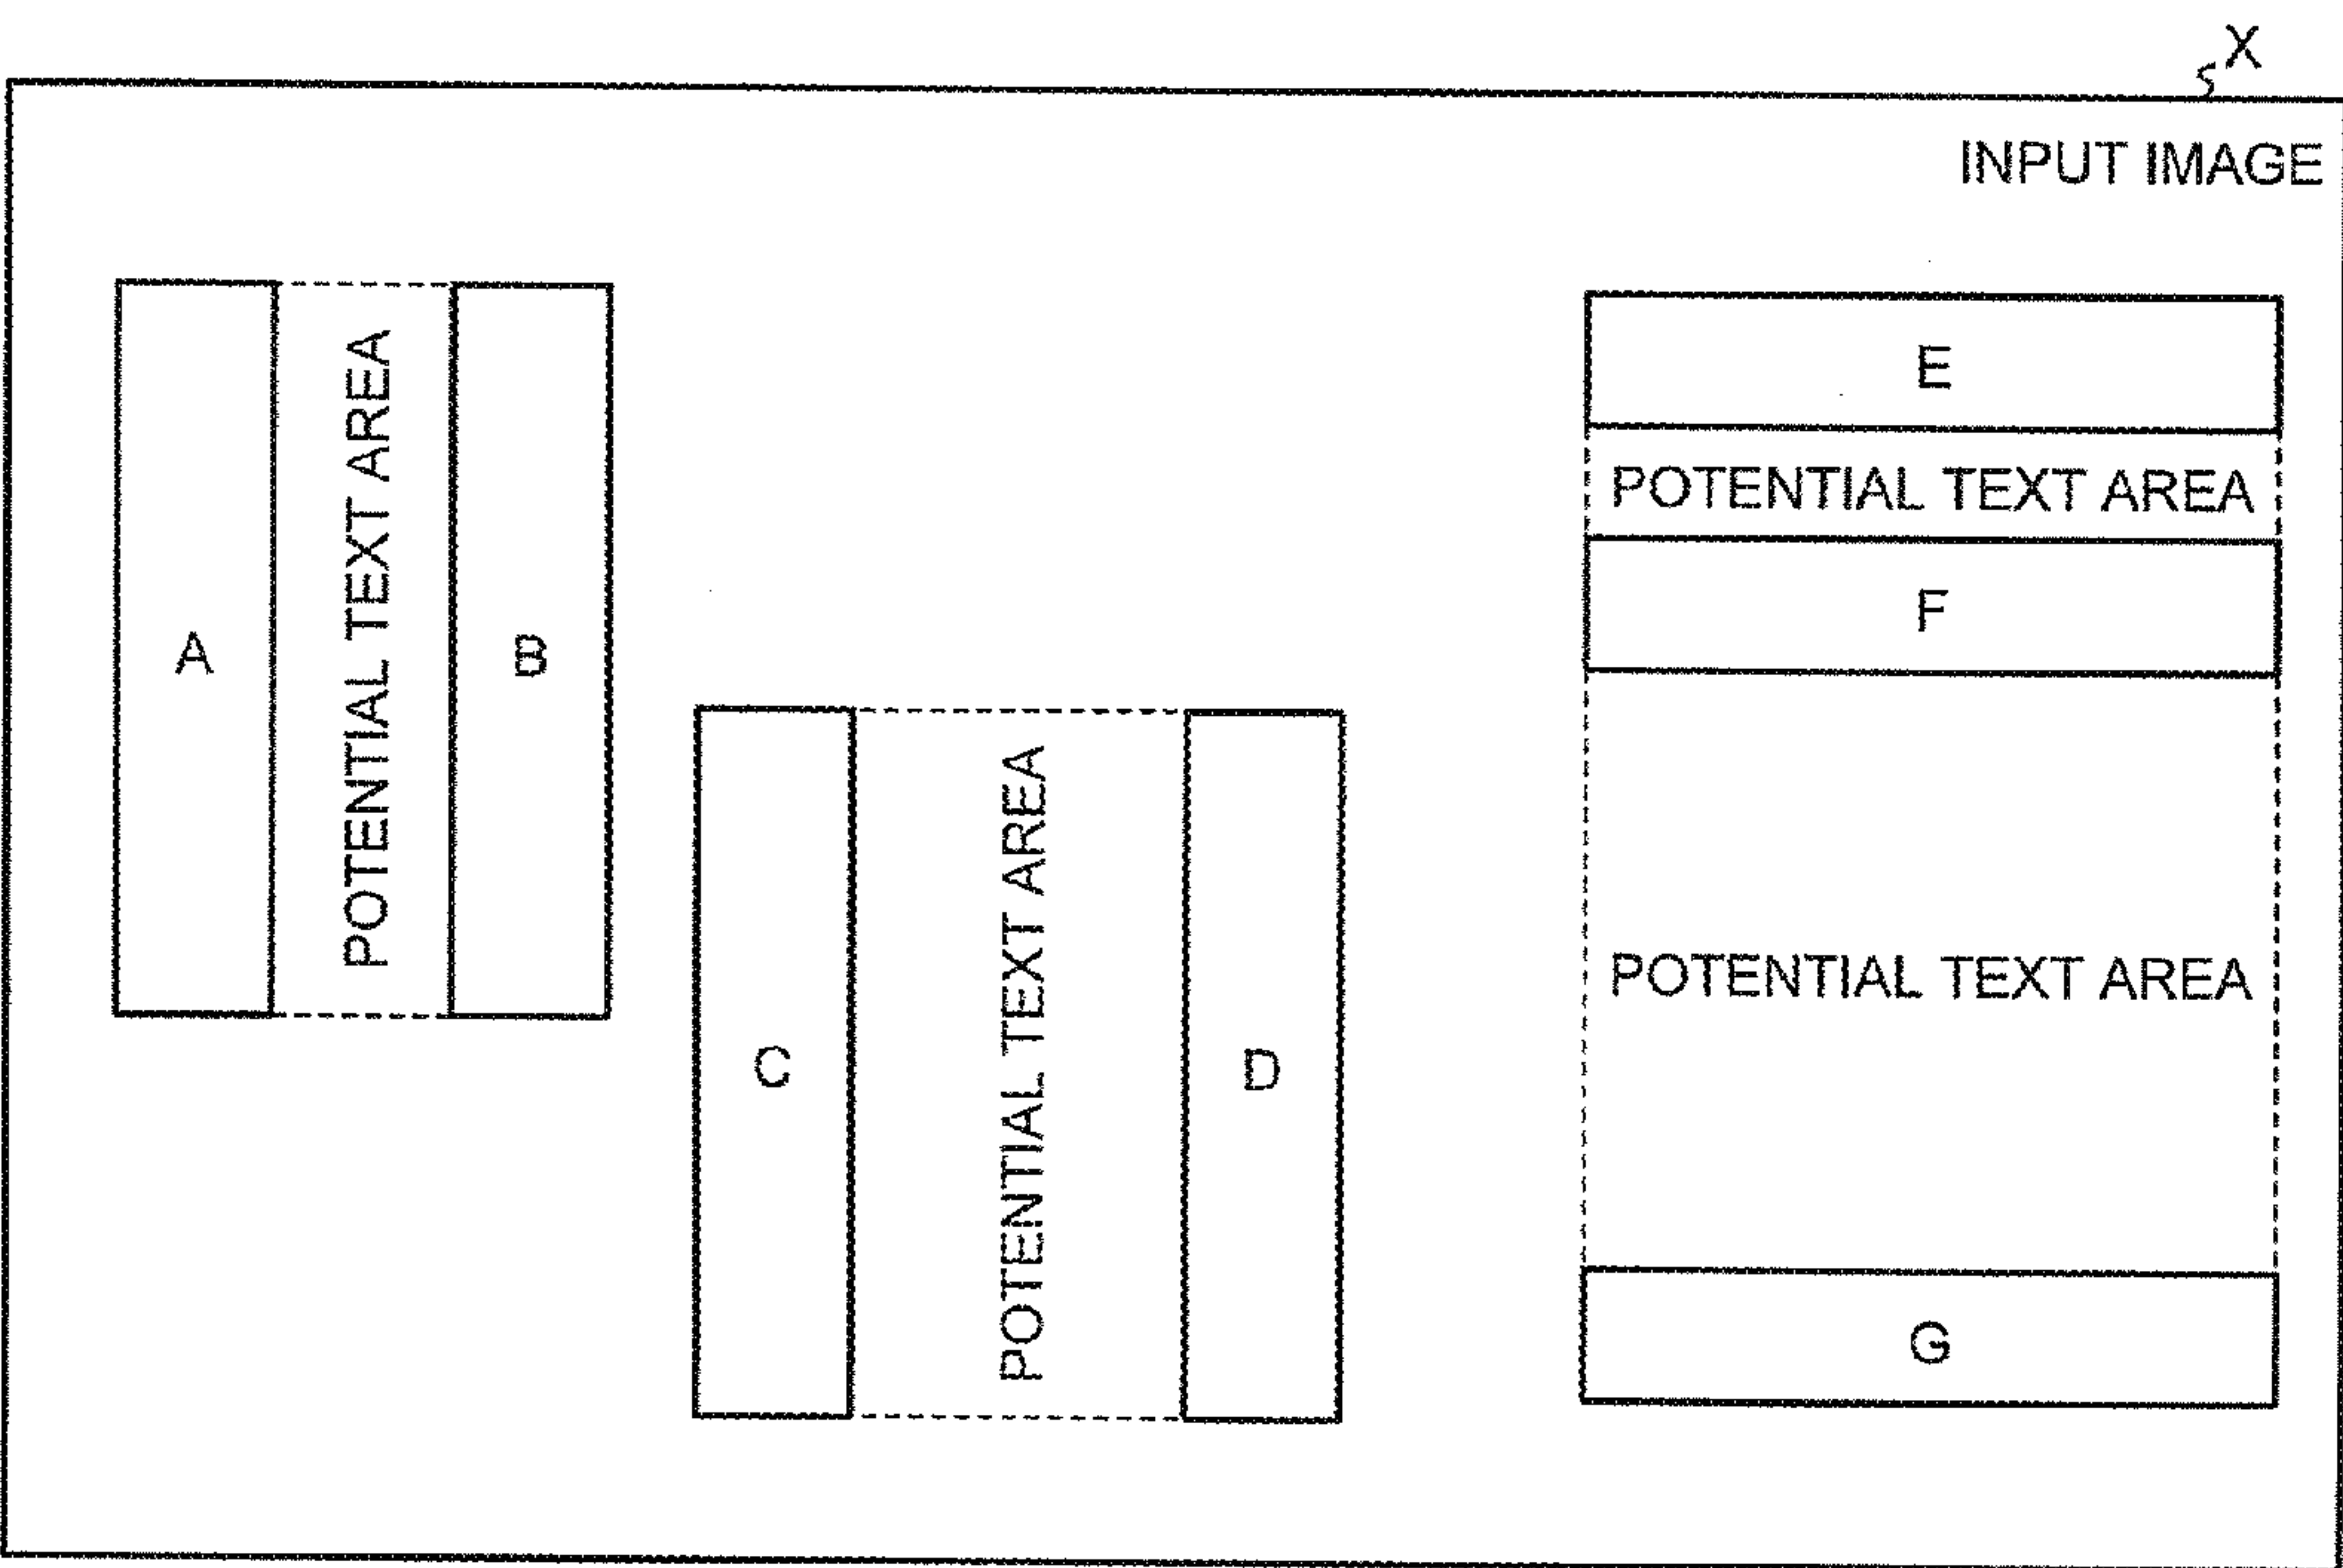 X
INPUT IMAGE
A
POTENTIAL TEXT AREA
B
C
POTENTIAL TEXT AREA
D
E
POTENTIAL TEXT AREA
F
POTENTIAL TEXT AREA
G